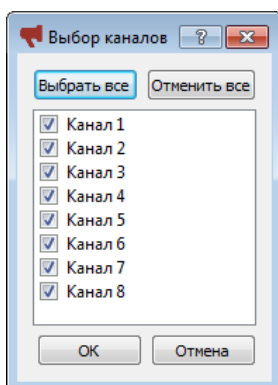 Выбор каналов
Выбрать все Отменить все
Канал 1
Канал 2
Канал 3
Канал 4
Канал 5
Канал 6
Канал 7
Канал 8
OK Отмена